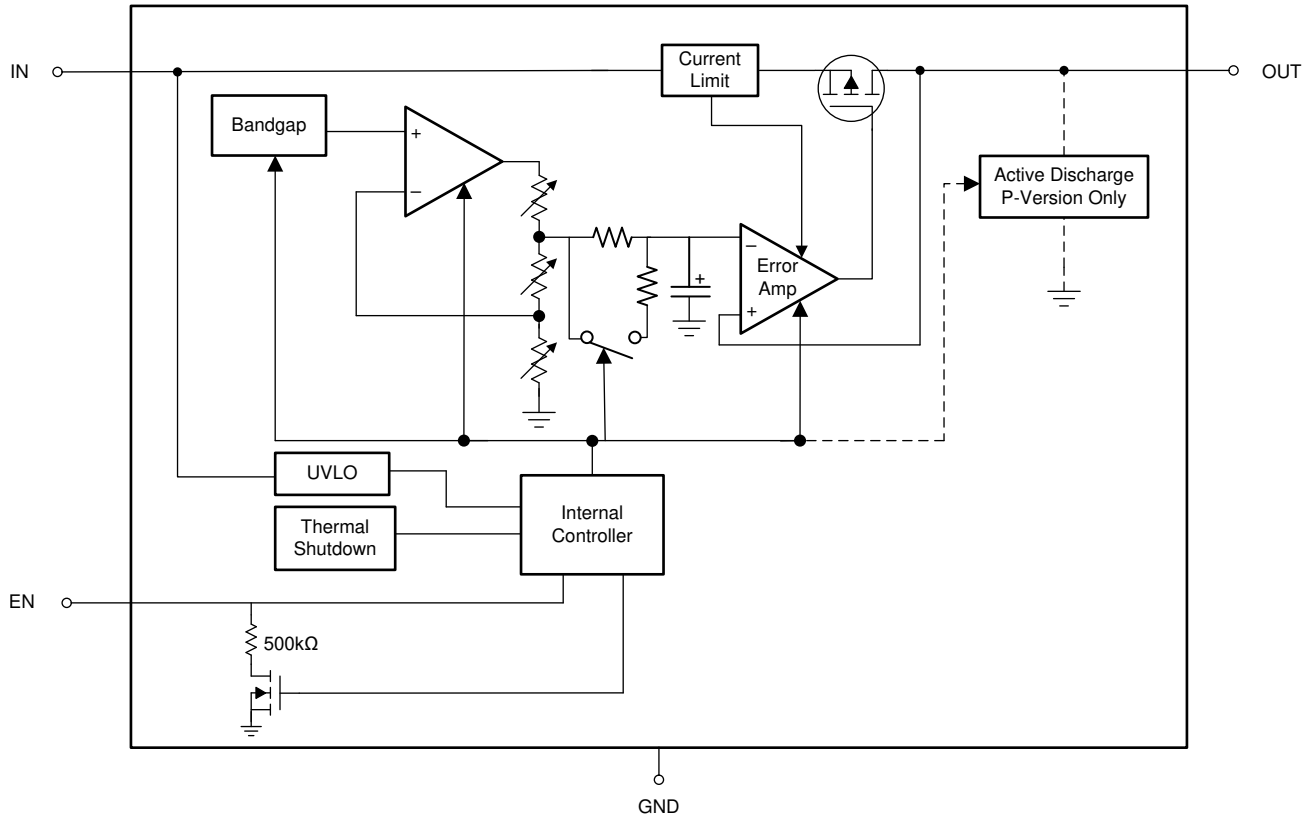 IN
Current
Limit
OUT
Bandgap
+
−
Active Discharge
P-Version Only
+
−
Error
Amp
+
UVLO
Thermal
Shutdown
Internal
Controller
EN
500kΩ
GND